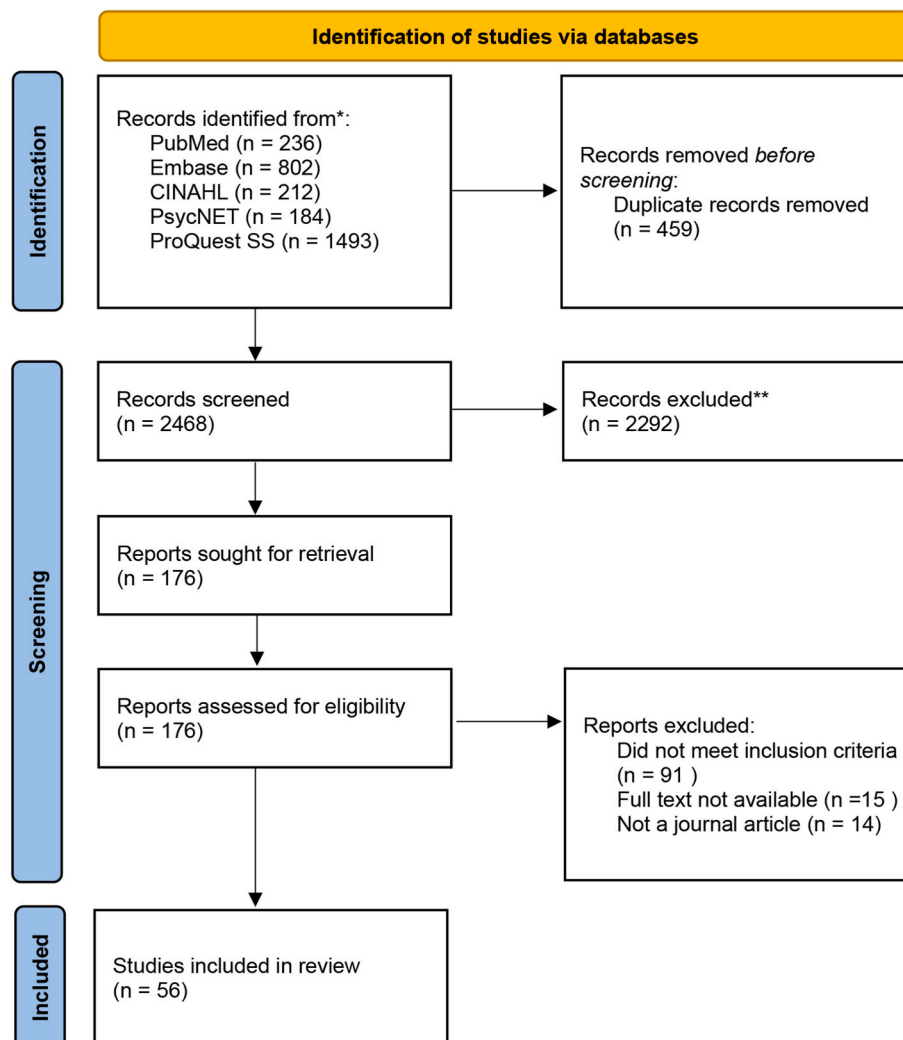 Identification of studies via databases
Identification
Records identified from*:
PubMed (n = 236)
Embase (n = 802)
CINAHL (n = 212)
PsycNET (n = 184)
ProQuest SS (n = 1493)
Records removed before
screening:
Duplicate records removed
(n = 459)
Screening
Records screened
(n = 2468)
Records excluded**
(n = 2292)
Reports sought for retrieval
(n = 176)
Reports assessed for eligibility
(n = 176)
Reports excluded:
Did not meet inclusion criteria
(n = 91 )
Full text not available (n =15 )
Not a journal article (n = 14)
Included
Studies included in review
(n = 56)